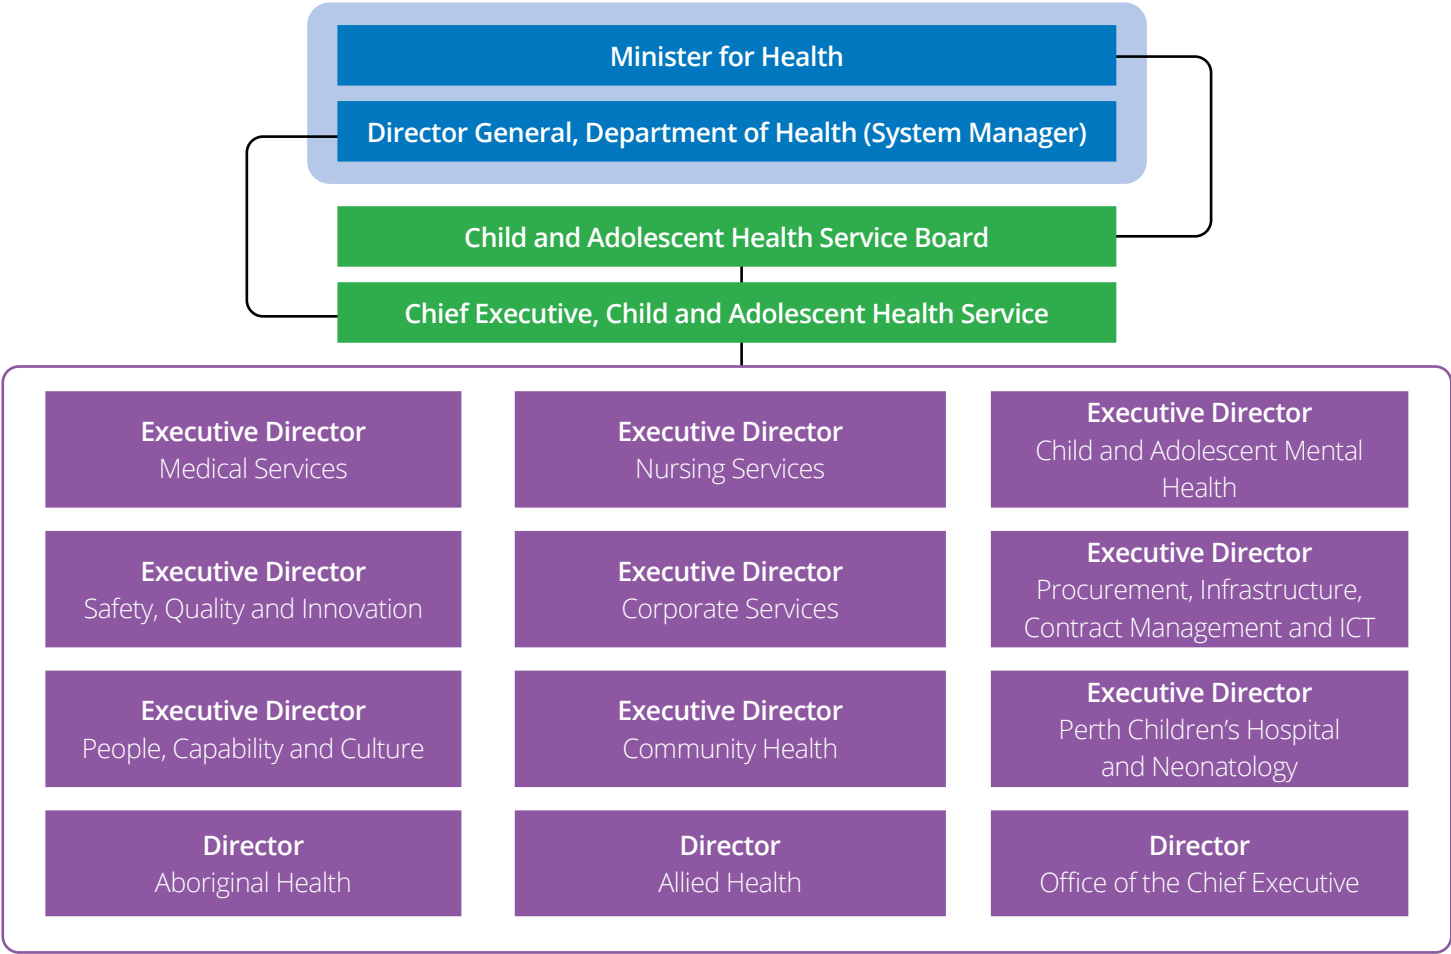 Minister for Health
Director General, Department of Health (System Manager)
Child and Adolescent Health Service Board
Chief Executive, Child and Adolescent Health Service
Executive Director
Medical Services
Executive Director
Nursing Services
Executive Director
Child and Adolescent Mental
Health
Executive Director
Safety, Quality and Innovation
Executive Director
Corporate Services
Executive Director
Procurement, Infrastructure,
Contract Management and ICT
Executive Director
People, Capability and Culture
Executive Director
Community Health
Executive Director
Perth Children’s Hospital
and Neonatology
Director
Aboriginal Health
Director
Allied Health
Director
Office of the Chief Executive